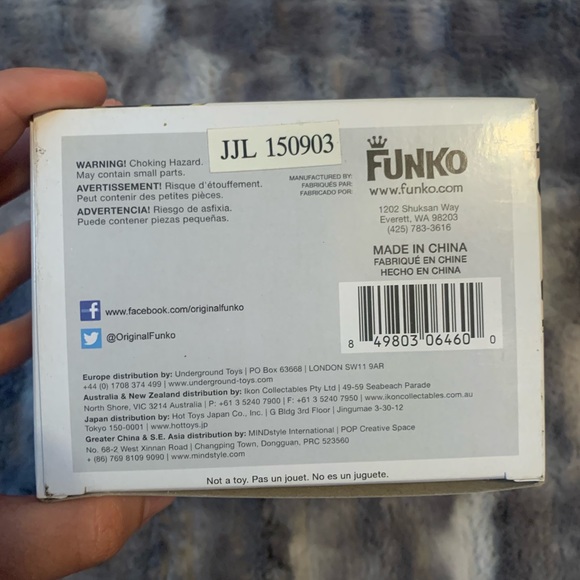 JJL 150903
WARNING! Choking Hazard.
May contain small parts.
AVERTISSEMENT! Risque d'étouffement.
Peut contenir des petites pièces.
ADVERTENCIA! Riesgo de asfixia.
Puede contener piezas pequeñas.
MANUFACTURED BY:
FABRIQUÉS PAR:
FABRICADO POR:
FUNKO
www.funko.com
1202 Shuksan Way
Everett, WA 98203
(425) 783-3616
MADE IN CHINA
FABRIQUÉ EN CHINE
HECHO EN CHINA
f www.facebook.com/originalfunko
@OriginalFunko
8 49803 06460 0
Europe distribution by: Underground Toys | PO Box 63668 | LONDON SW11 9AR
+44 (0) 1708 374 499 | www.underground-toys.com
Australia & New Zealand distribution by: Ikon Collectables Pty Ltd | 49-59 Seabeach Parade
North Shore, VIC 3214 Australia | P: +61 3 5240 7900 | F: +61 3 5240 7950 | www.ikoncollectables.com.au
Japan distribution by: Hot Toys Japan Co., Inc. | G Bldg 3rd Floor | Jingumae 3-30-12
Tokyo 150-0001 | www.hottoys.jp
Greater China & S.E. Asia distribution by: MINDstyle International | POP Creative Space
No. 68-2 West Xinnan Road | Changping Town, Dongguan, PRC 523560
+ (86) 769 8109 9090 | www.mindstyle.com
Not a toy. Pas un jouet. No es un juguete.